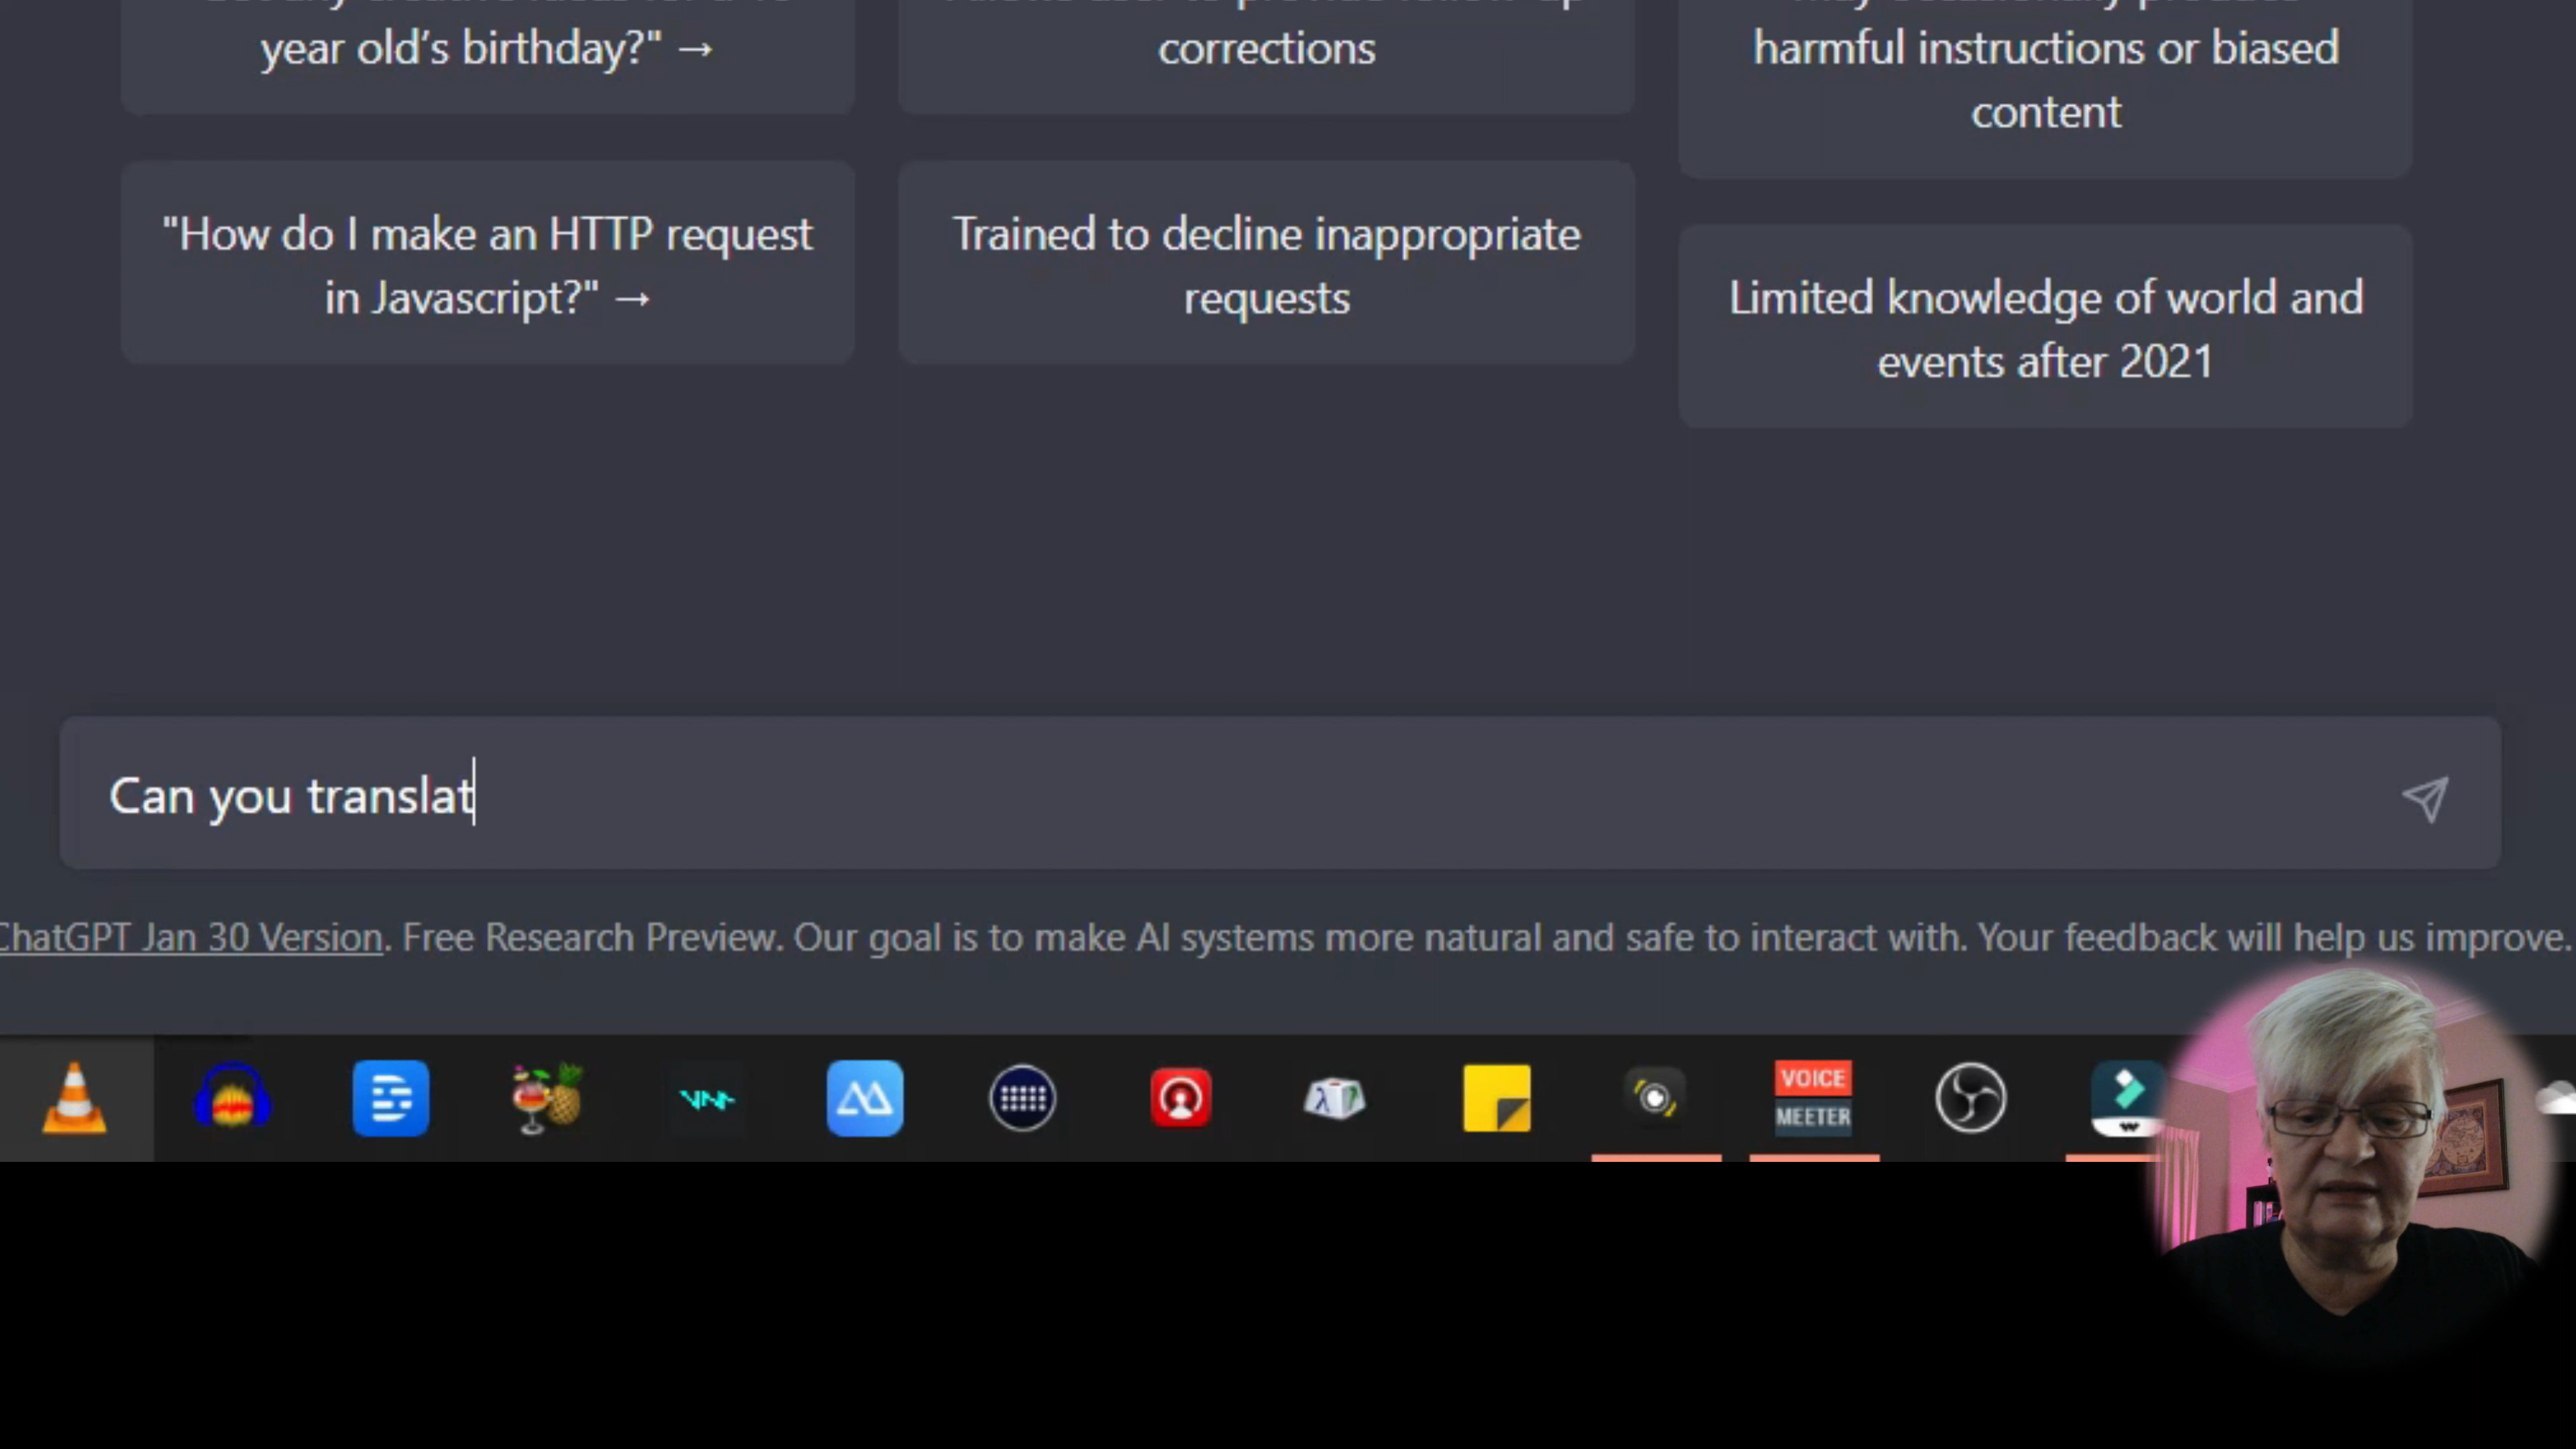 year old's birthday?" →
"How do I make an HTTP request
in Javascript?" →
corrections
Trained to decline inappropriate
requests
harmful instructions or biased
content
Limited knowledge of world and
events after 2021
Can you translat
ChatGPT Jan 30 Version. Free Research Preview. Our goal is to make AI systems more natural and safe to interact with. Your feedback will help us improve.
VOICE
MEETER